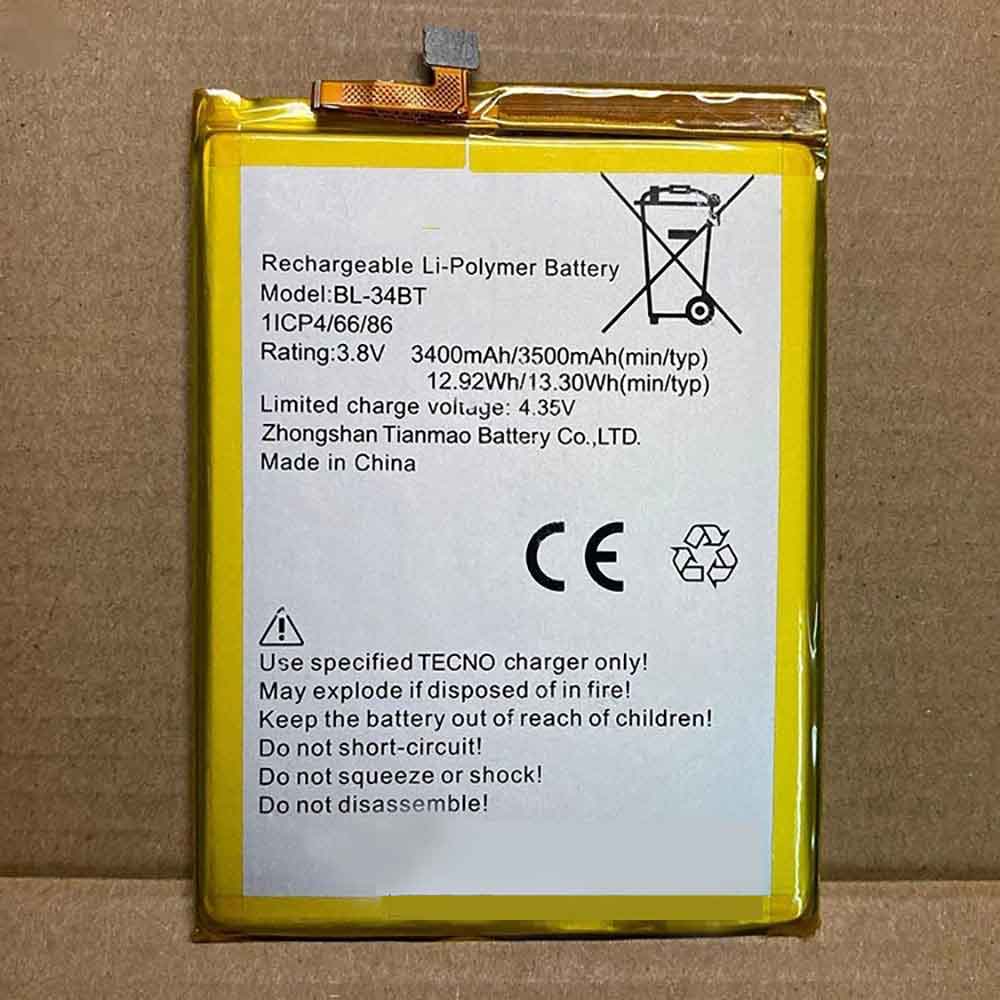 Rechargeable Li-Polymer Battery
Model:BL-34BT
1ICP4/66/86
Rating:3.8V 3400mAh/3500mAh(min/typ)
12.92Wh/13.30Wh(min/typ)
Limited charge voltage: 4.35V
Zhongshan Tianmao Battery Co.,LTD.
Made in China
CE
Use specified TECNO charger only!
May explode if disposed of in fire!
Keep the battery out of reach of children!
Do not short-circuit!
Do not squeeze or shock!
Do not disassemble!